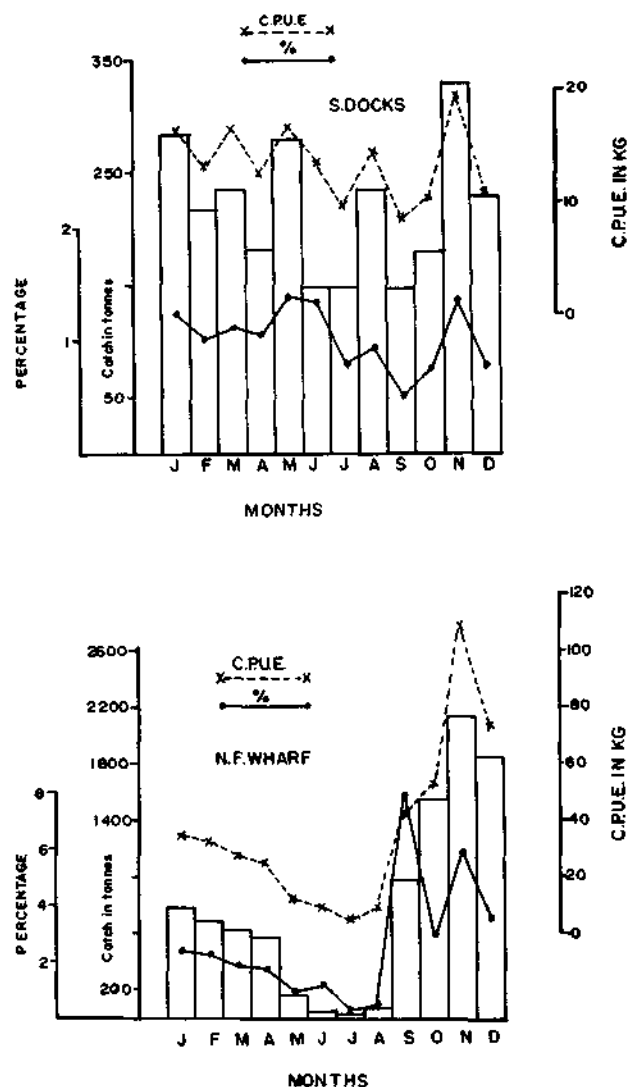 C.P.U.E
%
350
20
S.DOCKS
250
10
2
0
1
50
PERCENTAGE
Catch in tonnes
C.P.U.E. IN KG
J F M A M J J A S O N D
MONTHS
120
100
2600
C.P.U.E.
%
2200
80
N.F.WHARF
1800
60
8
1400
40
6
20
4
0
2
200
PERCENTAGE
Catch in tonnes
C.P.U.E. IN KG
J F M A M J J A S O N D
MONTHS